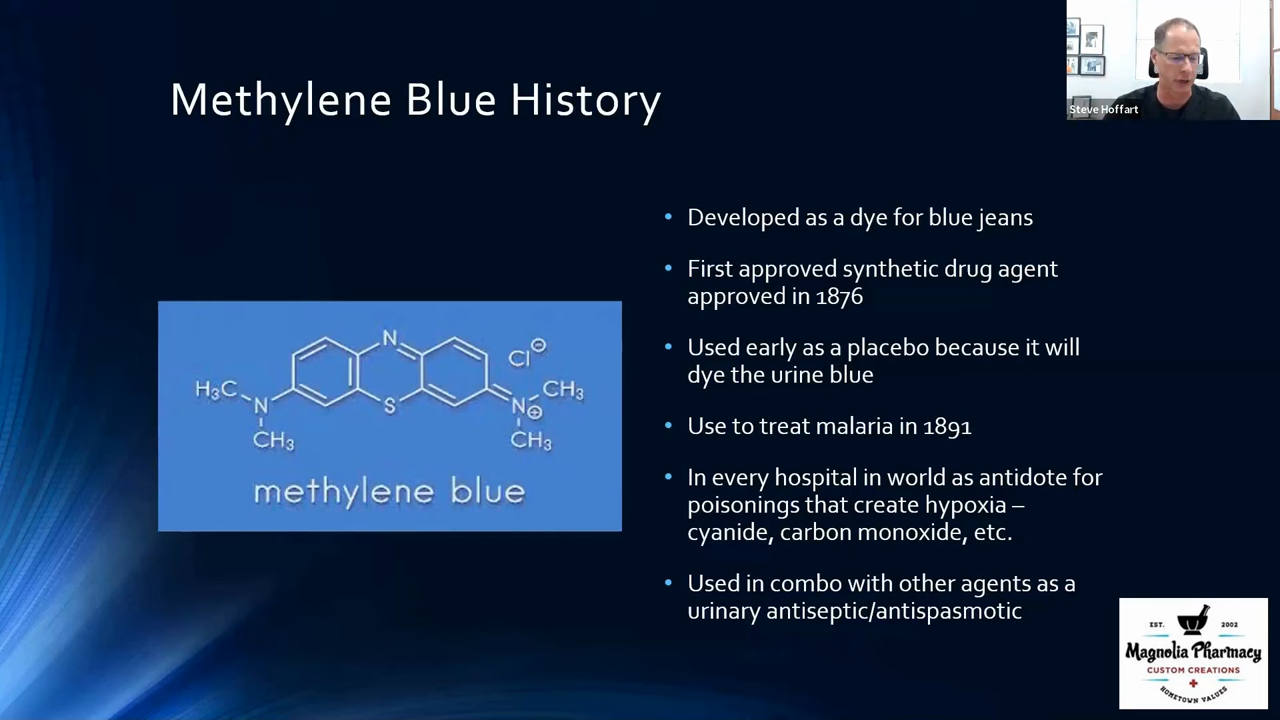 Steve Hoffart
Methylene Blue History
• Developed as a dye for blue jeans
• First approved synthetic drug agent
approved in 1876
• Used early as a placebo because it will
dye the urine blue
• Use to treat malaria in 1891
• In every hospital in world as antidote for
poisonings that create hypoxia –
cyanide, carbon monoxide, etc.
• Used in combo with other agents as a
urinary antiseptic/antispasmotic
N
Cl⊖
H₃C
CH₃
N
S
N⊕
CH₃
CH₃
methylene blue
EST. 2002
Magnolia Pharmacy
CUSTOM CREATIONS
HOMETOWN VALUES